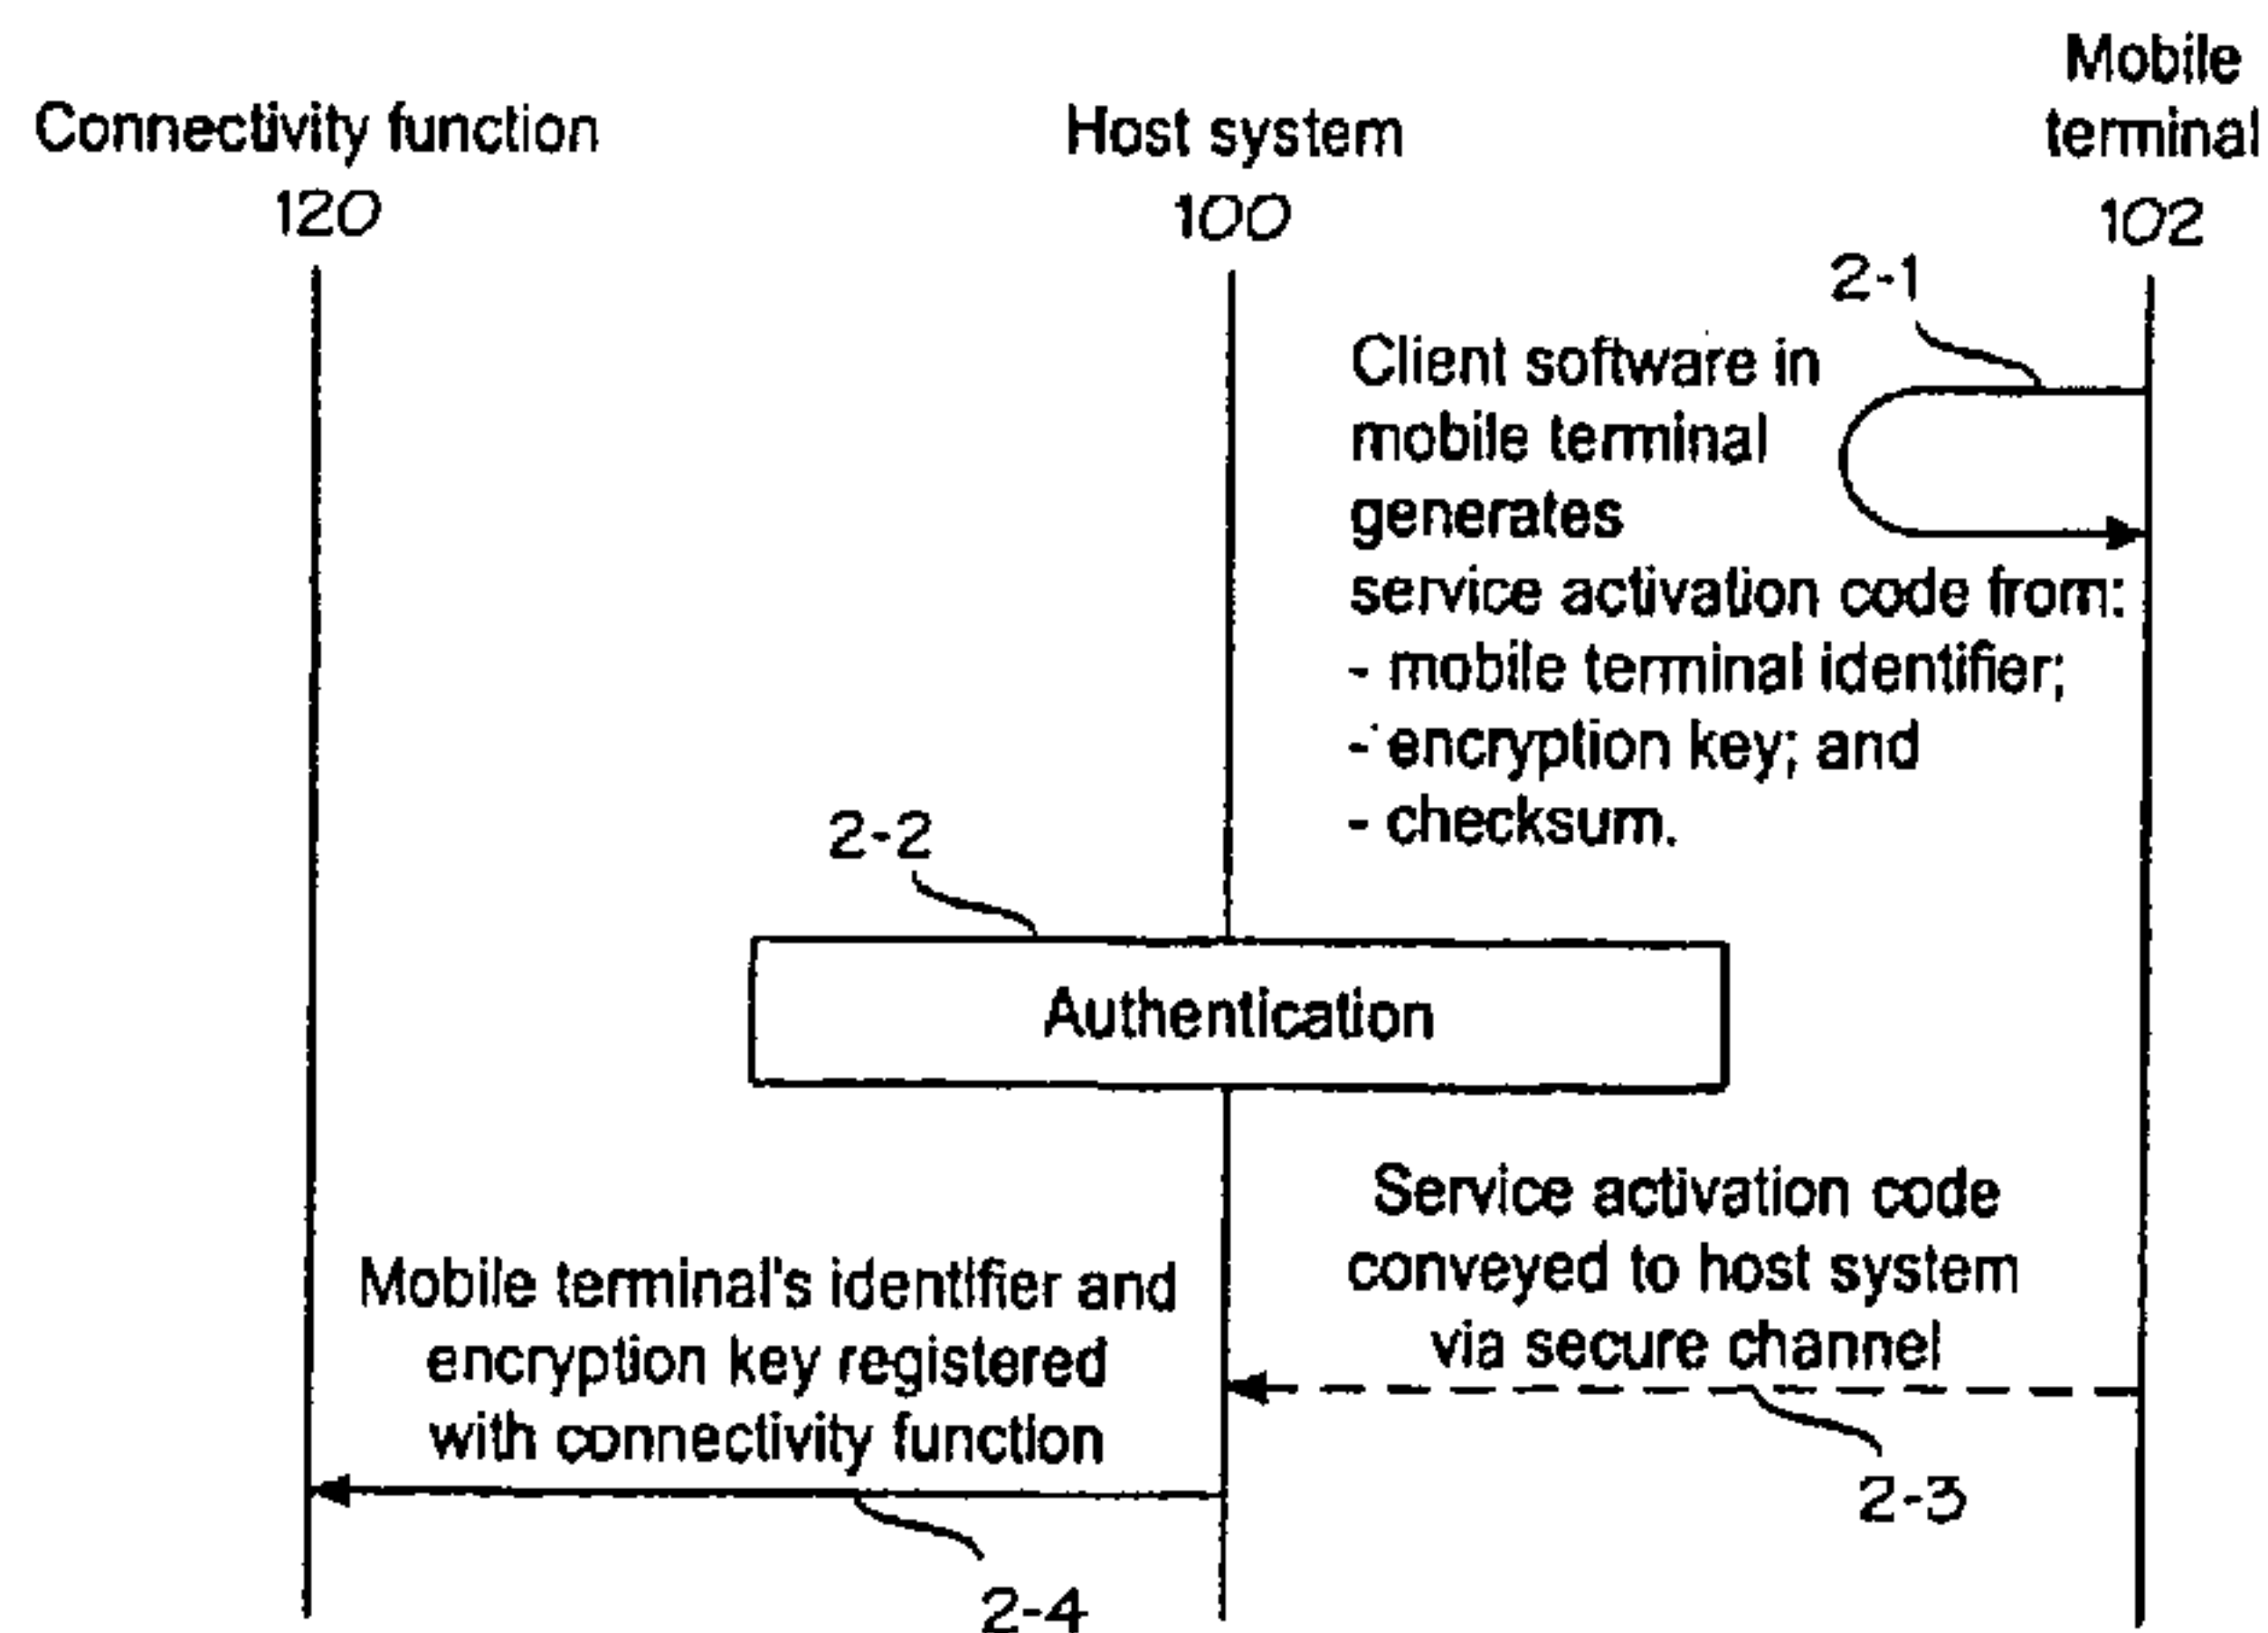 Connectivity function
120
Host system
100
Mobile
terminal
102
2-1
Client software in
mobile terminal
generates
service activation code from:
- mobile terminal identifier;
- encryption key; and
- checksum.
2-2
Authentication
Service activation code
conveyed to host system
via secure channel
2-3
Mobile terminal's identifier and
encryption key registered
with connectivity function
2-4